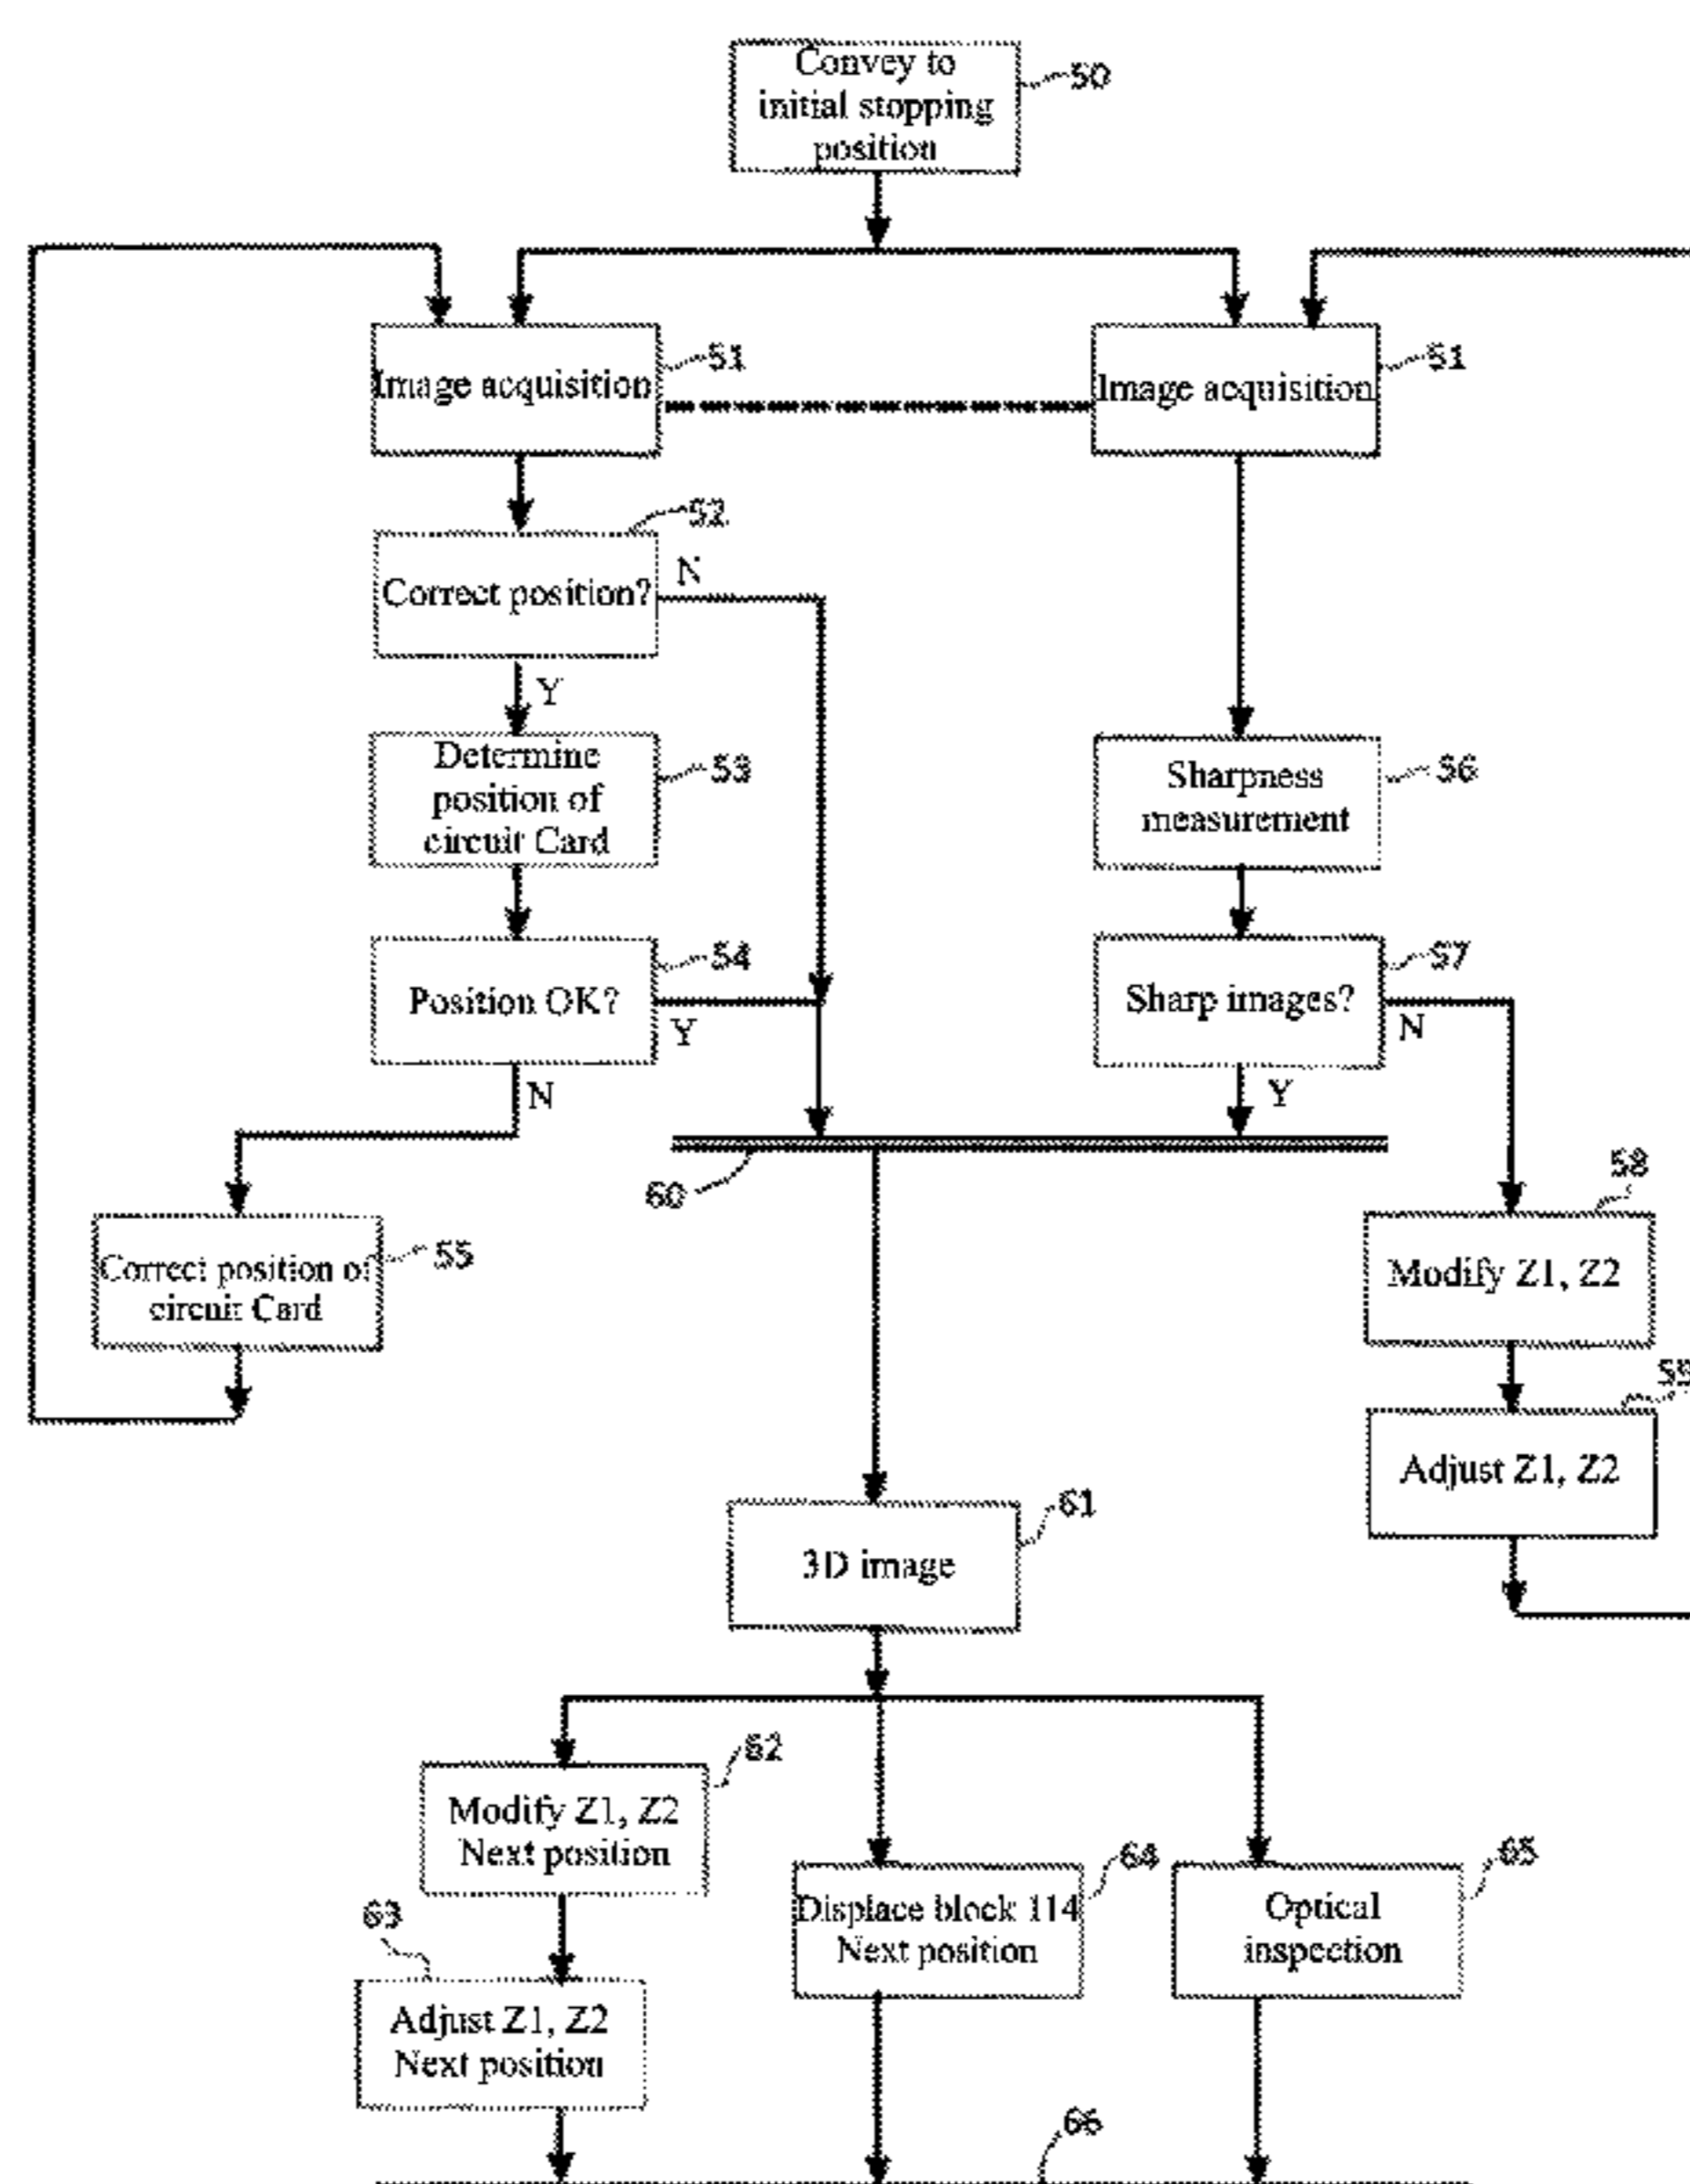 Convey to
initial stopping
position
50
Image acquisition
51
Image acquisition
51
52
Correct position?
N
Y
Determine
position of
circuit Card
53
Sharpness
measurement
56
Position OK?
54
Y
N
Sharp images?
57
N
Y
60
Correct position of
circuit Card
55
58
Modify Z1, Z2
59
Adjust Z1, Z2
3D image
61
62
Modify Z1, Z2
Next position
63
Adjust Z1, Z2
Next position
Displace block 114
Next position
64
Optical
inspection
65
66